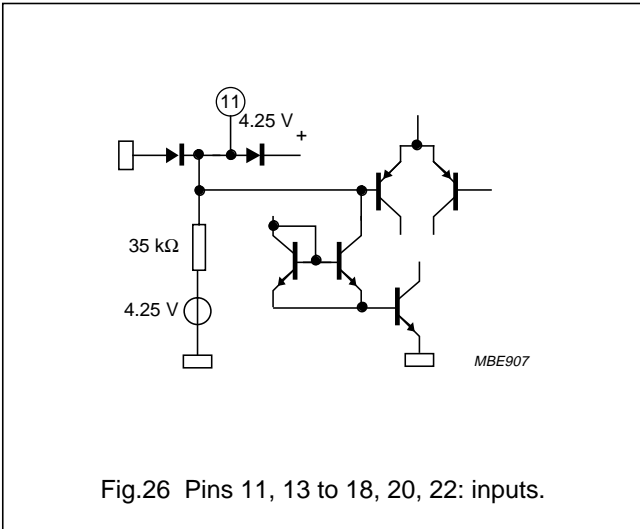 11
4.25 V
+
35 kΩ
4.25 V
MBE907
Fig.26 Pins 11, 13 to 18, 20, 22: inputs.